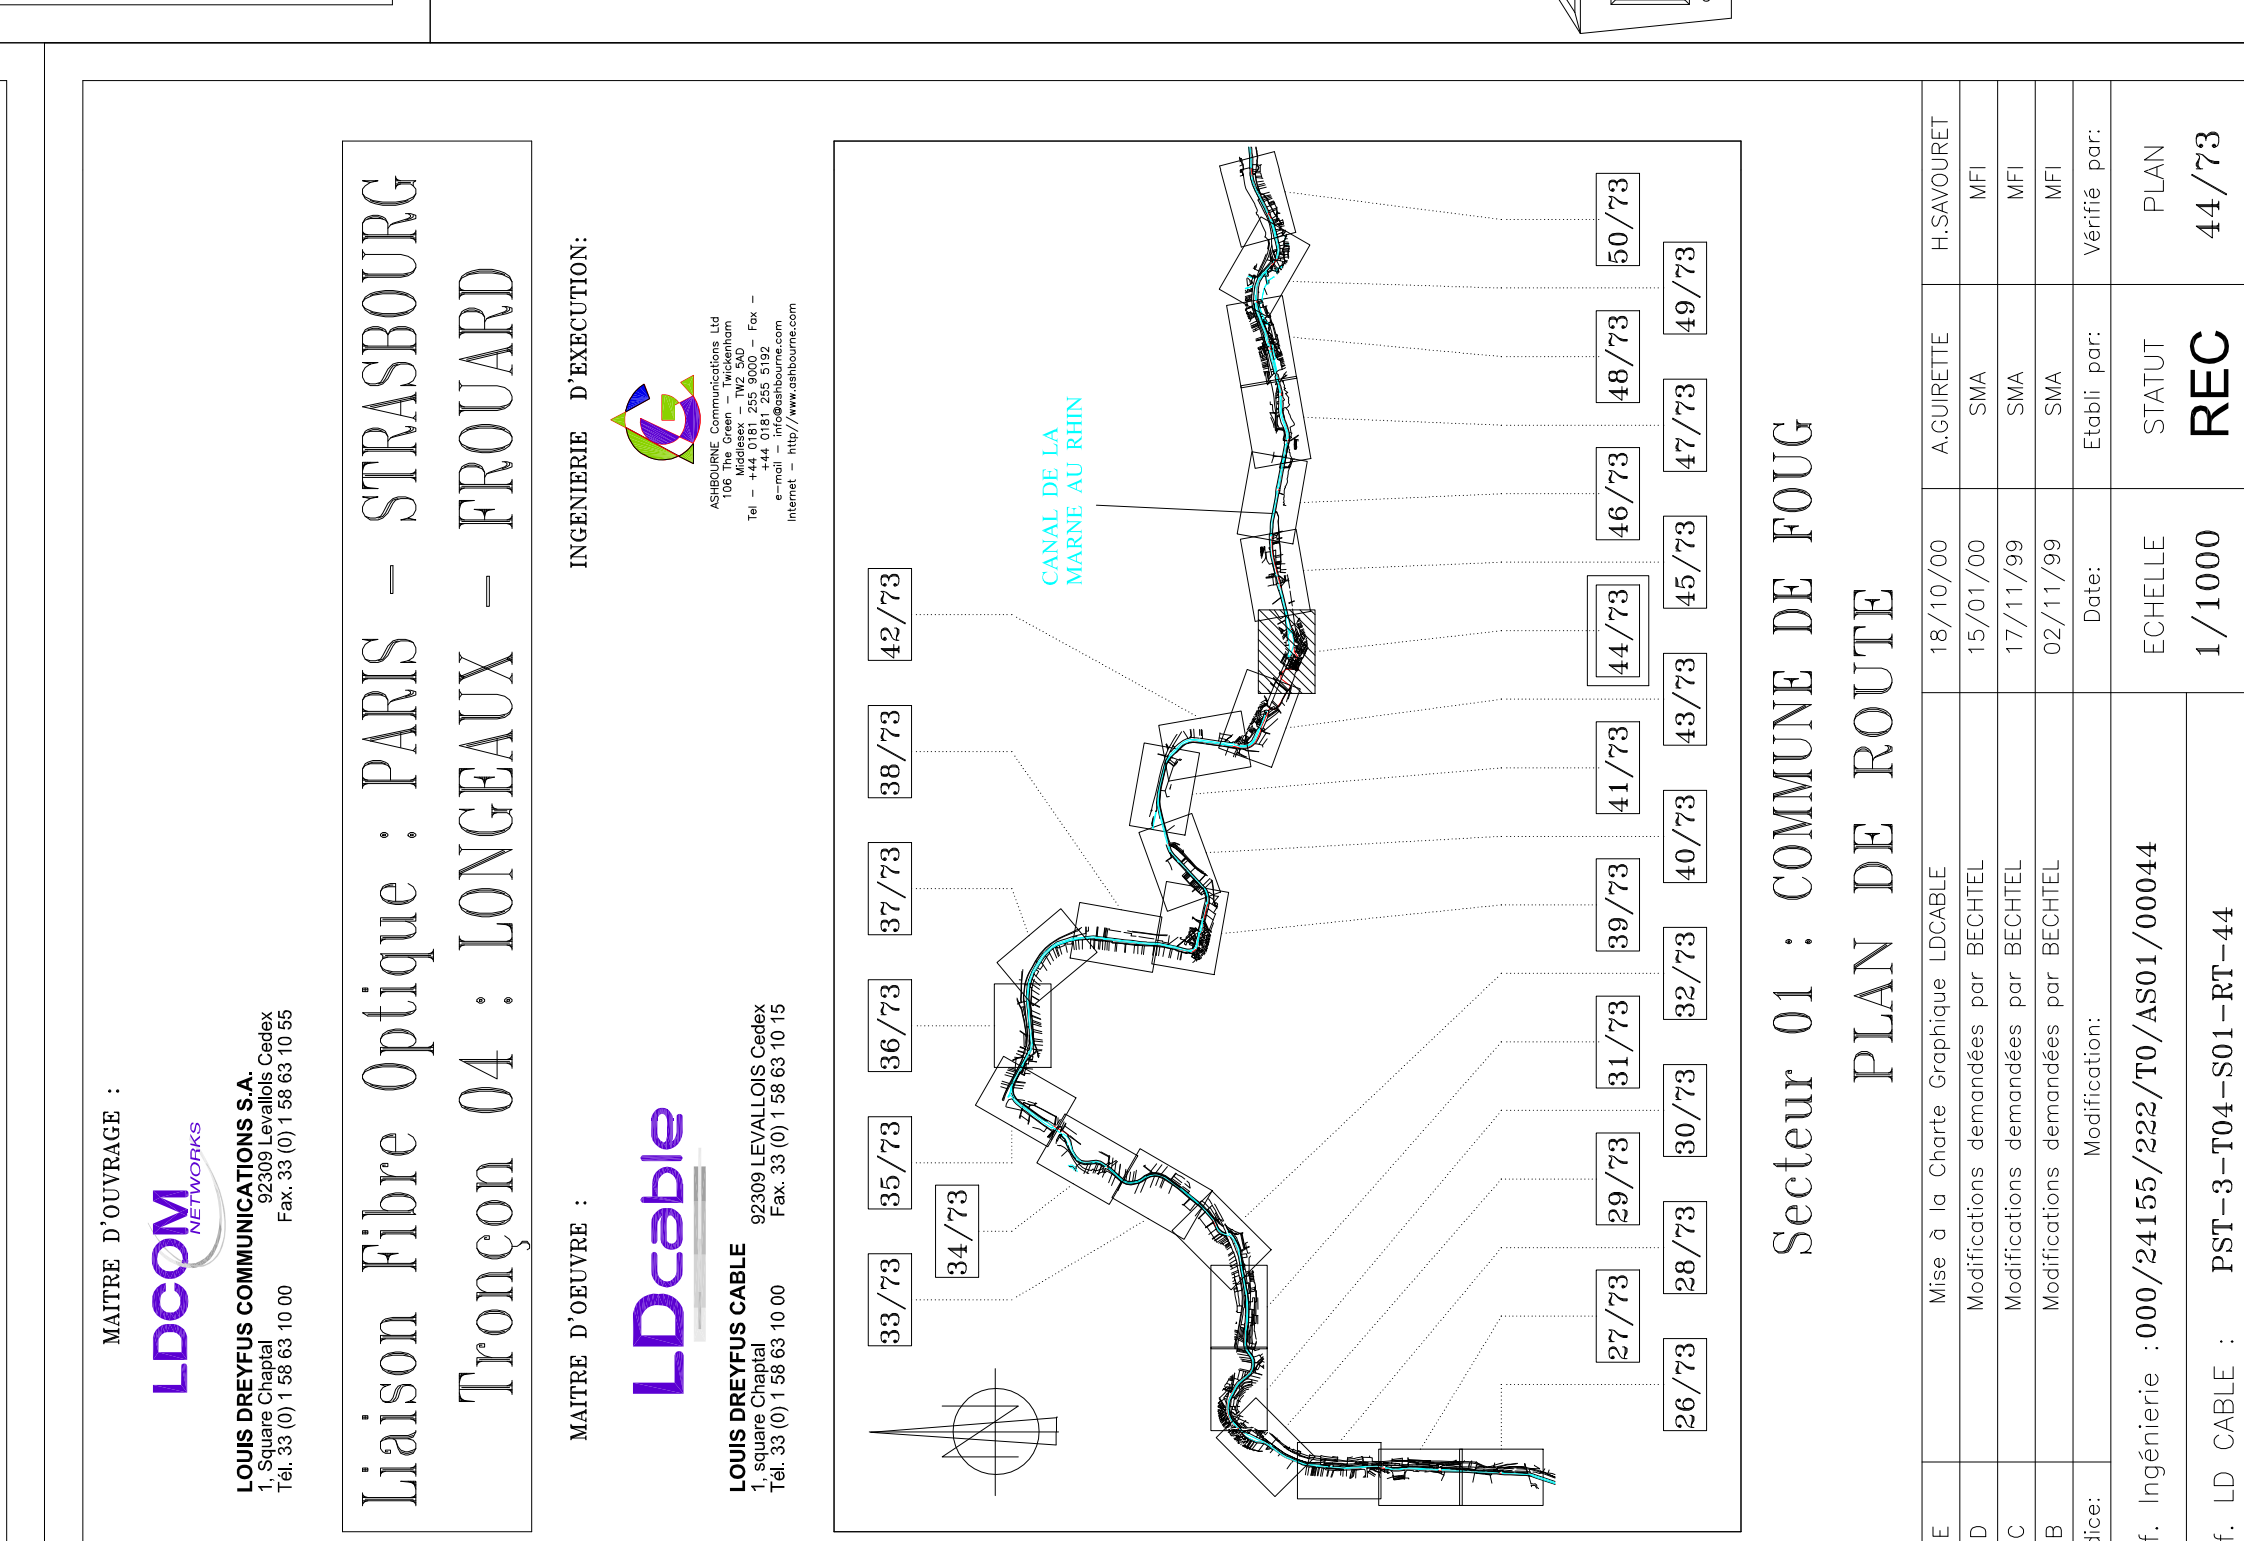 MAITRE D'OUVRAGE :
LDCOM
NETWORKS
LOUIS DREYFUS COMMUNICATIONS S.A.
1, Square Chaptal 92309 Levallois Cedex
Tél. 33 (0) 1 58 63 10 00 Fax. 33 (0) 1 58 63 10 55
Liaison Fibre Optique : PARIS - STRASBOURG
Tronçon 04 : LONGEAUX - FROUARD
MAITRE D'OEUVRE :
LDcable
LOUIS DREYFUS CABLE
1, square Chaptal 92309 LEVALLOIS Cedex
Tél. 33 (0) 1 58 63 10 00 Fax. 33 (0) 1 58 63 10 15
INGENIERIE D'EXECUTION:
ASHBOURNE Communications Ltd
106 The Green - Twickenham
Middlesex - TW2 5AD
Tel - +44 0181 255 9000 - Fax -
+44 0181 255 5192
e-mail - info@ashbourne.com
Internet - http//www.ashbourne.com
33/73
35/73
36/73
37/73
38/73
42/73
34/73
CANAL DE LA
MARNE AU RHIN
27/73
29/73
31/73
39/73
41/73
44/73
46/73
48/73
50/73
26/73
28/73
30/73
32/73
40/73
43/73
45/73
47/73
49/73
N
Secteur 01 : COMMUNE DE FOUG
PLAN DE ROUTE
E Mise à la Charte Graphique LDCABLE 18/10/00 A.GUIRETTE H.SAVOURET
D Modifications demandées par BECHTEL 15/01/00 SMA MFI
C Modifications demandées par BECHTEL 17/11/99 SMA MFI
B Modifications demandées par BECHTEL 02/11/99 SMA MFI
dice: Modification: Date: Etabli par: Vérifié par:
f. Ingénierie : 000/24155/222/T0/AS01/00044
ECHELLE STATUT PLAN
f. LD CABLE : PST-3-T04-S01-RT-44
1/1000 REC 44/73